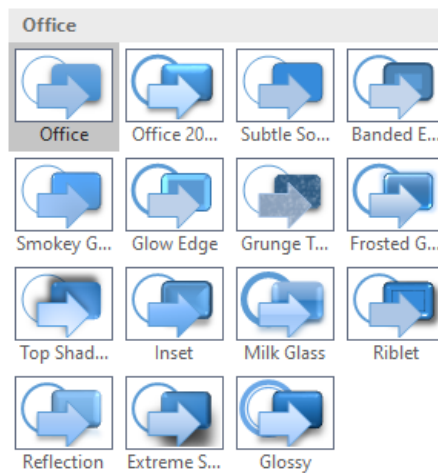 Office
Office Office 20... Subtle So... Banded E...
Smokey G... Glow Edge Grunge T... Frosted G...
Top Shad... Inset Milk Glass Riblet
Reflection Extreme S... Glossy